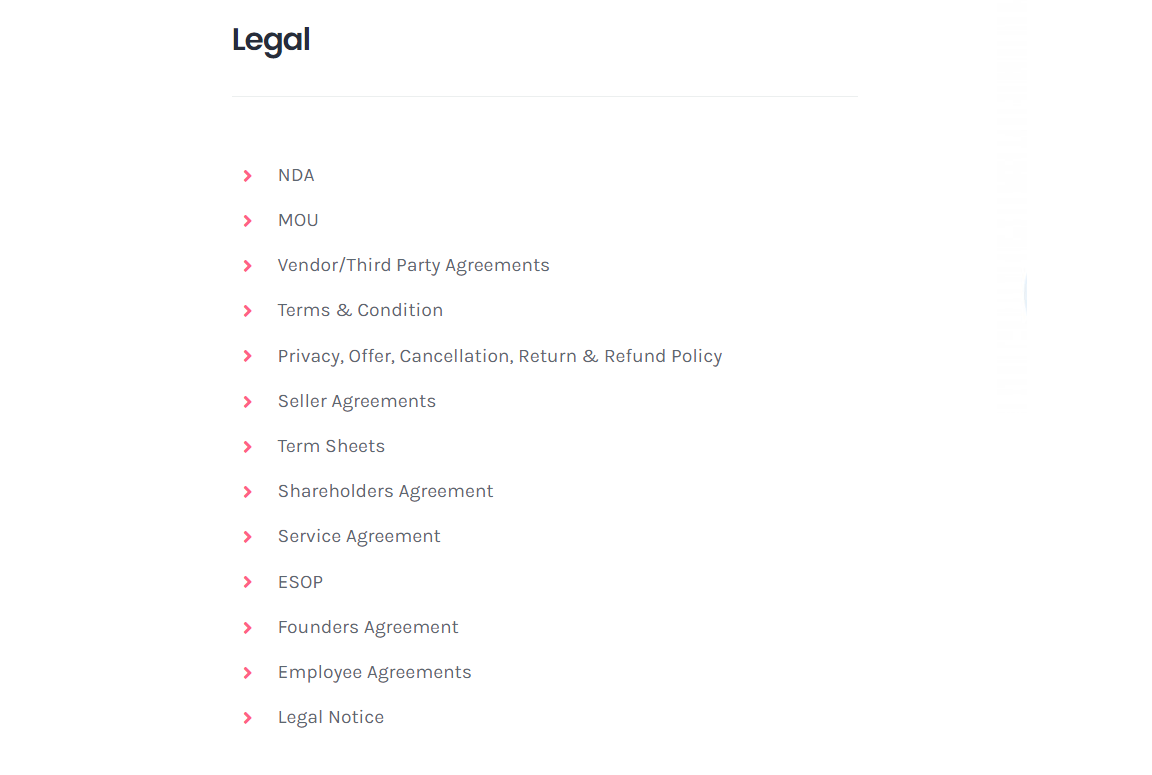 Legal
NDA
MOU
Vendor/Third Party Agreements
Terms & Condition
Privacy, Offer, Cancellation, Return & Refund Policy
Seller Agreements
Term Sheets
Shareholders Agreement
Service Agreement
ESOP
Founders Agreement
Employee Agreements
Legal Notice